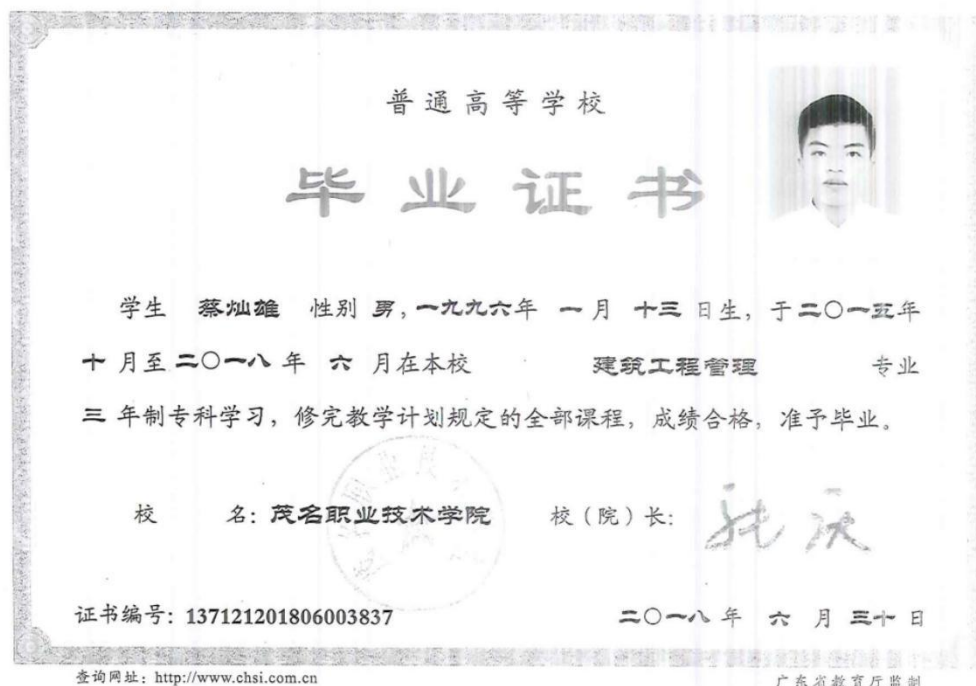 普通高等学校
毕业证书
学生 蔡灿雄 性别 男，一九九六年 一月 十三 日生，于二〇一五年
十 月至二〇一八 年 六 月在本校 建筑工程管理 专业
三 年制专科学习，修完教学计划规定的全部课程，成绩合格，准予毕业。
校 名：茂名职业技术学院 校（院）长：
证书编号：137121201806003837 二〇一八 年 六 月 三十 日
查询网址：http://www.chsi.com.cn 广东省教育厅监制